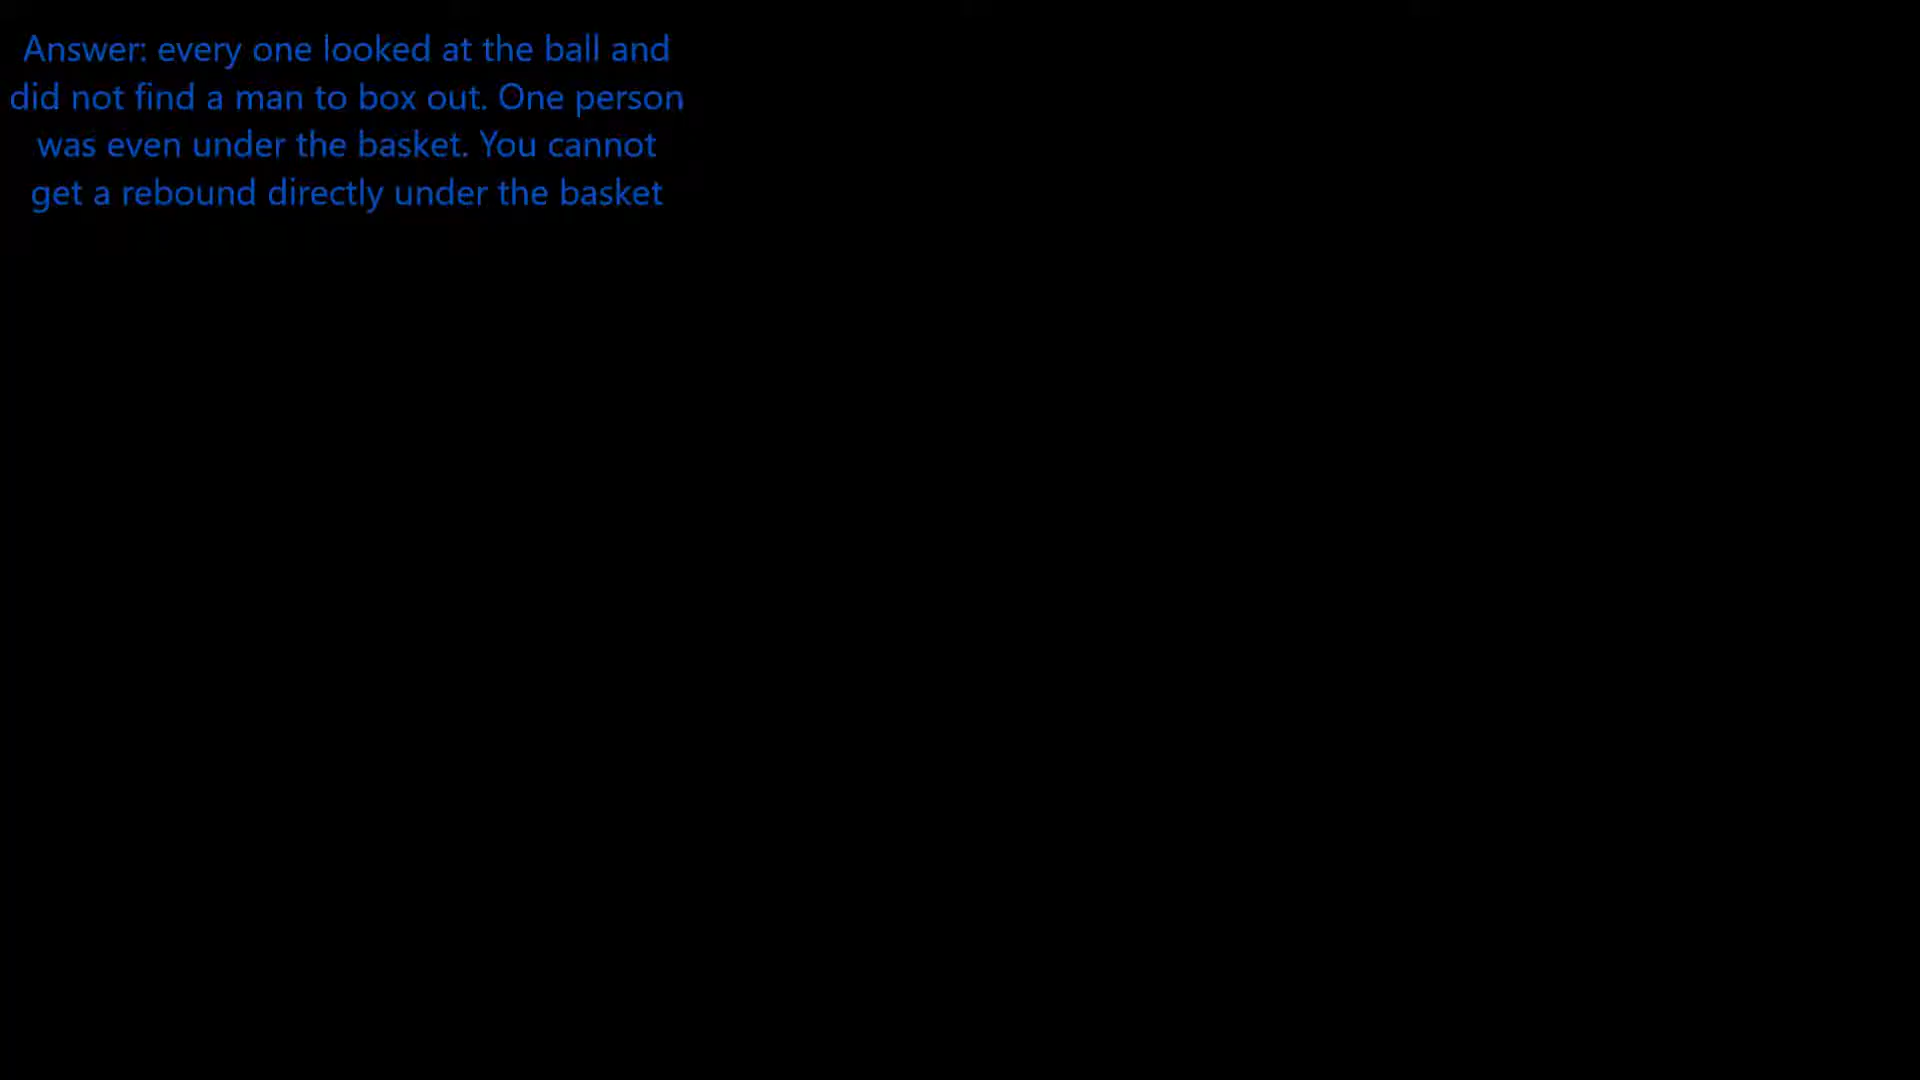 Answer: every one looked at the ball and
did not find a man to box out. One person
was even under the basket. You cannot
get a rebound directly under the basket